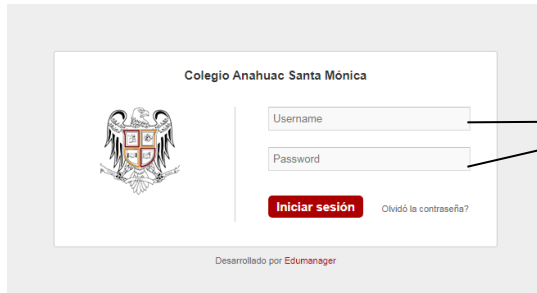 Colegio Anahuac Santa Mónica
Username
Password
Iniciar sesión
Olvidó la contraseña?
Desarrollado por Edumanager